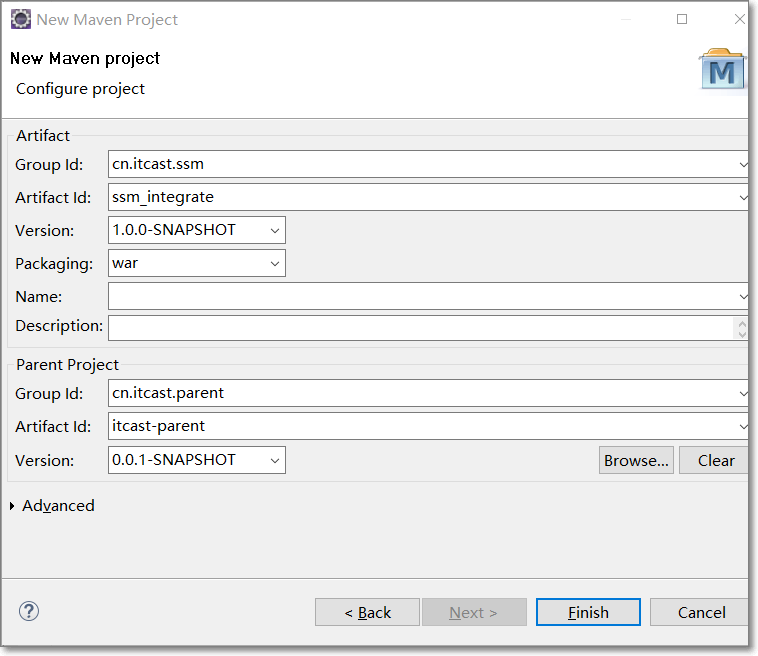 New Maven Project
New Maven project
Configure project
M
Artifact
Group Id: cn.itcast.ssm
Artifact Id: ssm_integrate
Version: 1.0.0-SNAPSHOT
Packaging: war
Name:
Description:
Parent Project
Group Id: cn.itcast.parent
Artifact Id: itcast-parent
Version: 0.0.1-SNAPSHOT Browse... Clear
Advanced
? < Back Next > Finish Cancel